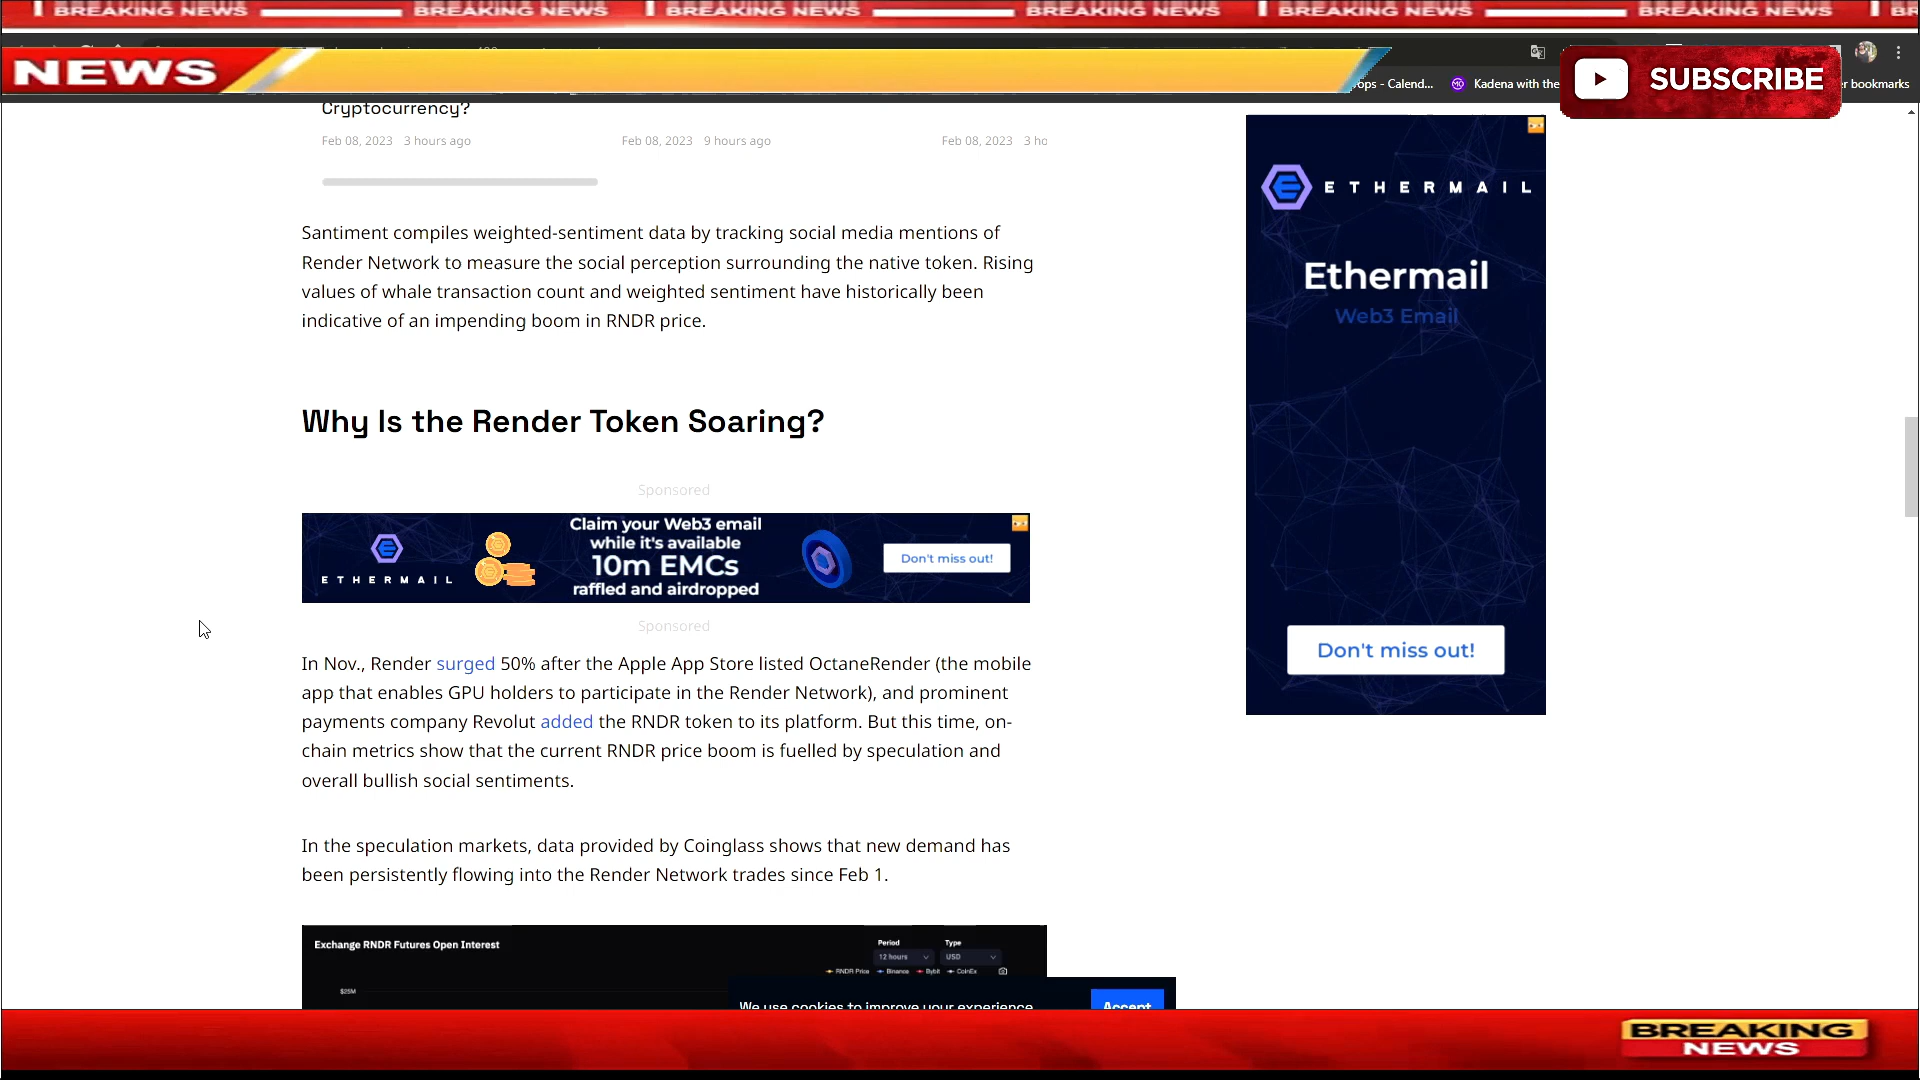 BREAKING NEWS BREAKING NEWS BREAKING NEWS BREAKING NEWS BREAKING NEWS BREAKING NEWS
NEWS
SUBSCRIBE
ops - Calend...
Kadena with the
r bookmarks
Cryptocurrency?
Feb 08, 2023 3 hours ago
Feb 08, 2023 9 hours ago
Feb 08, 2023 3 ho
Santiment compiles weighted-sentiment data by tracking social media mentions of
Render Network to measure the social perception surrounding the native token. Rising
values of whale transaction count and weighted sentiment have historically been
indicative of an impending boom in RNDR price.
Why Is the Render Token Soaring?
Sponsored
ETHERMAIL
Claim your Web3 email
while it's available
10m EMCs
raffled and airdropped
Don't miss out!
Sponsored
In Nov., Render surged 50% after the Apple App Store listed OctaneRender (the mobile
app that enables GPU holders to participate in the Render Network), and prominent
payments company Revolut added the RNDR token to its platform. But this time, on-
chain metrics show that the current RNDR price boom is fuelled by speculation and
overall bullish social sentiments.
In the speculation markets, data provided by Coinglass shows that new demand has
been persistently flowing into the Render Network trades since Feb 1.
Exchange RNDR Futures Open Interest
Period
Type
12 hours
USD
RNDR Price Binance Bybit CoinEx
$25M
We use cookies to improve your experience
Accept
ETHERMAIL
Ethermail
Web3 Email
Don't miss out!
BREAKING
NEWS